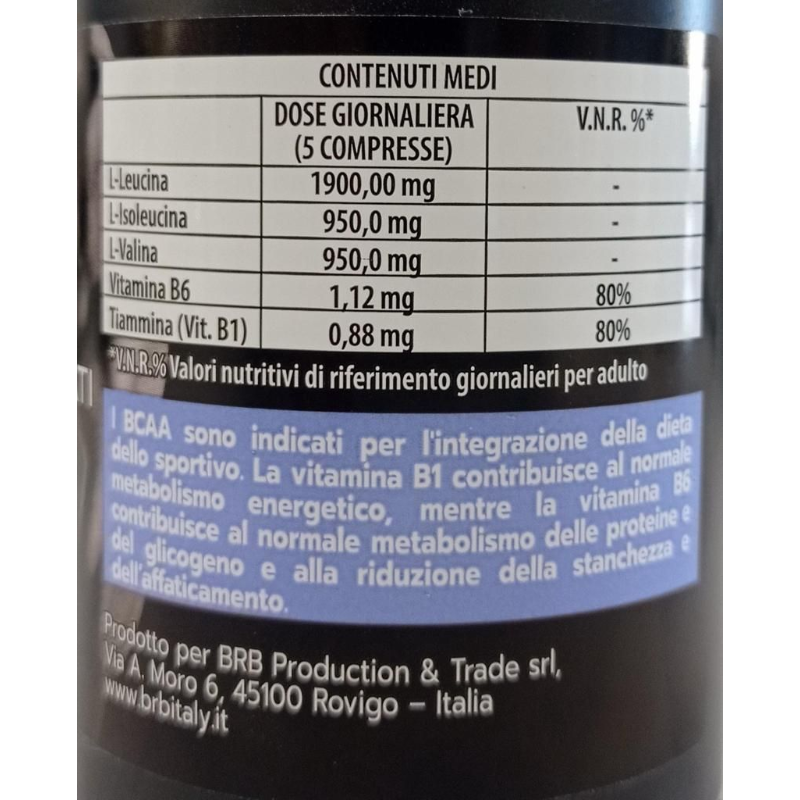 CONTENUTI MEDI
DOSE GIORNALIERA V.N.R. %*
(5 COMPRESSE)
L-Leucina 1900,00 mg -
L-Isoleucina 950,0 mg -
L-Valina 950,0 mg -
Vitamina B6 1,12 mg 80%
Tiammina (Vit. B1) 0,88 mg 80%
*V.N.R.% Valori nutritivi di riferimento giornalieri per adulto
TI
I BCAA sono indicati per l'integrazione della dieta
dello sportivo. La vitamina B1 contribuisce al normale
metabolismo energetico, mentre la vitamina B6
contribuisce al normale metabolismo delle proteine e
del glicogeno e alla riduzione della stanchezza e
dell'affaticamento.
Prodotto per BRB Production & Trade srl,
Via A. Moro 6, 45100 Rovigo – Italia
www.brbitaly.it